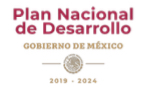 Plan Nacional
de Desarrollo
GOBIERNO DE MÉXICO
2019 - 2024